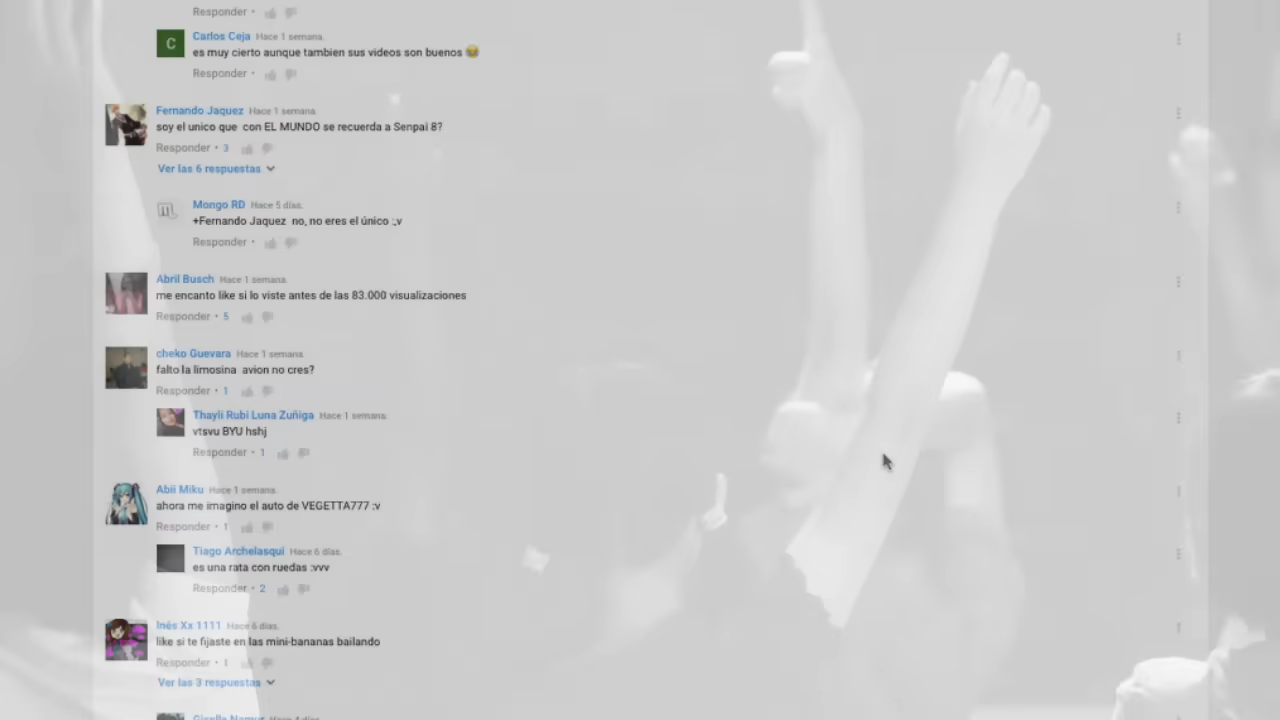 Responder •
C
Carlos Ceja Hace 1 semana.
es muy cierto aunque tambien sus videos son buenos 😂
Responder •
Fernando Jaquez Hace 1 semana.
soy el unico que con EL MUNDO se recuerda a Senpai 8?
Responder • 3
Ver las 6 respuestas
Mongo RD Hace 5 días.
+Fernando Jaquez no, no eres el único :_v
Responder •
Abril Busch Hace 1 semana.
me encanto like si lo viste antes de las 83.000 visualizaciones
Responder • 5
cheko Guevara Hace 1 semana.
falto la limosina avion no cres?
Responder • 1
Thayli Rubi Luna Zuñiga Hace 1 semana.
vtsvu BYU hshj
Responder • 1
Abii Miku Hace 1 semana.
ahora me imagino el auto de VEGETTA777 :v
Responder • 1
Tiago Archelasqui Hace 6 días.
es una rata con ruedas :vvv
Responder • 2
Inés Xx 1111 Hace 6 días.
like si te fijaste en las mini-bananas bailando
Responder • 1
Ver las 3 respuestas
Giselle Namur Hace 4 días.